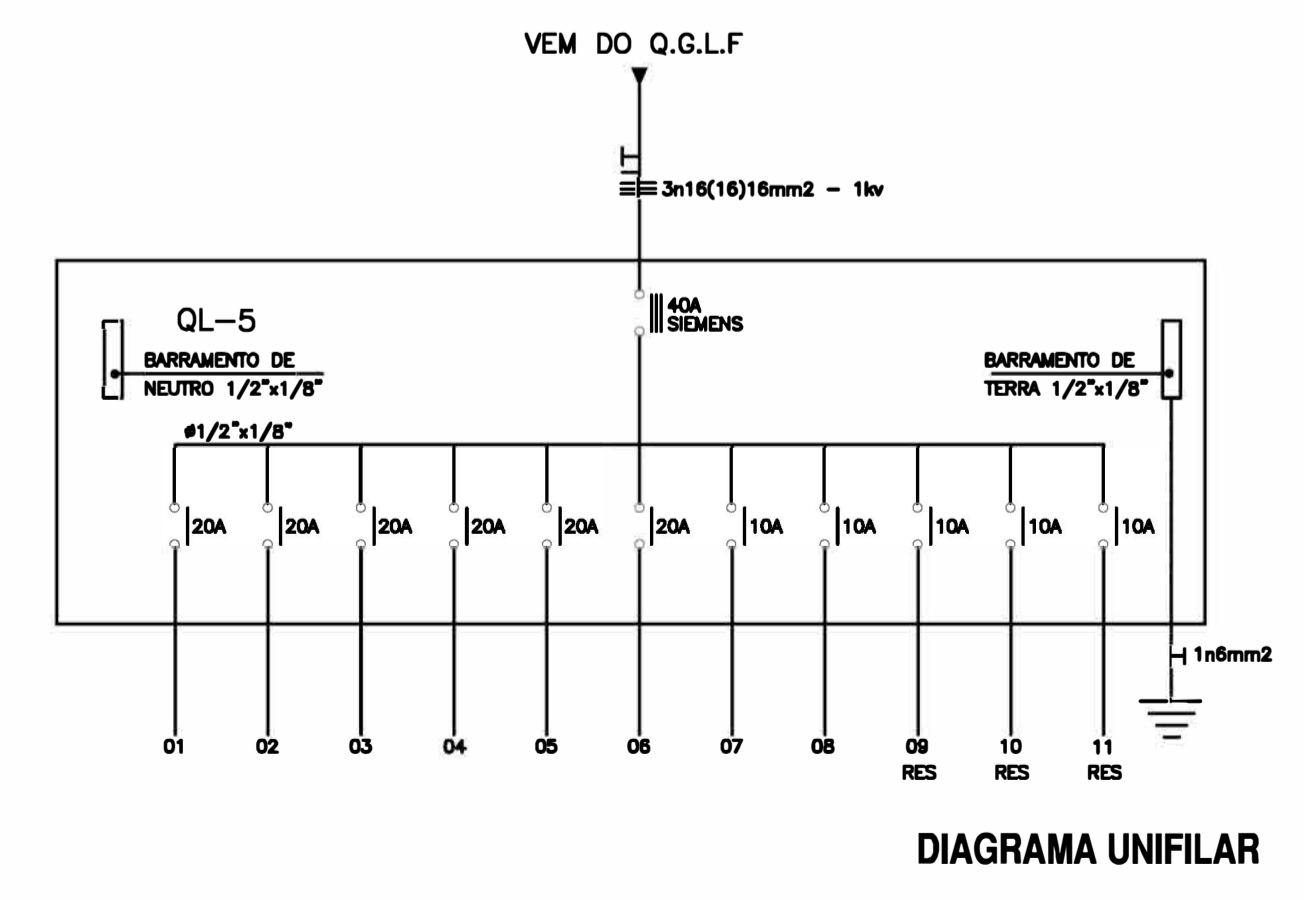 VEM DO Q.G.L.F
3n16(16)16mm2 - 1kv
40A
SIEMENS
QL-5
BARRAMENTO DE
NEUTRO 1/2"x1/8"
BARRAMENTO DE
TERRA 1/2"x1/8"
ø1/2"x1/8"
20A 20A 20A 20A 20A 20A 10A 10A 10A 10A 10A
1n6mm2
01 02 03 04 05 06 07 08 09 10 11
RES RES RES
DIAGRAMA UNIFILAR